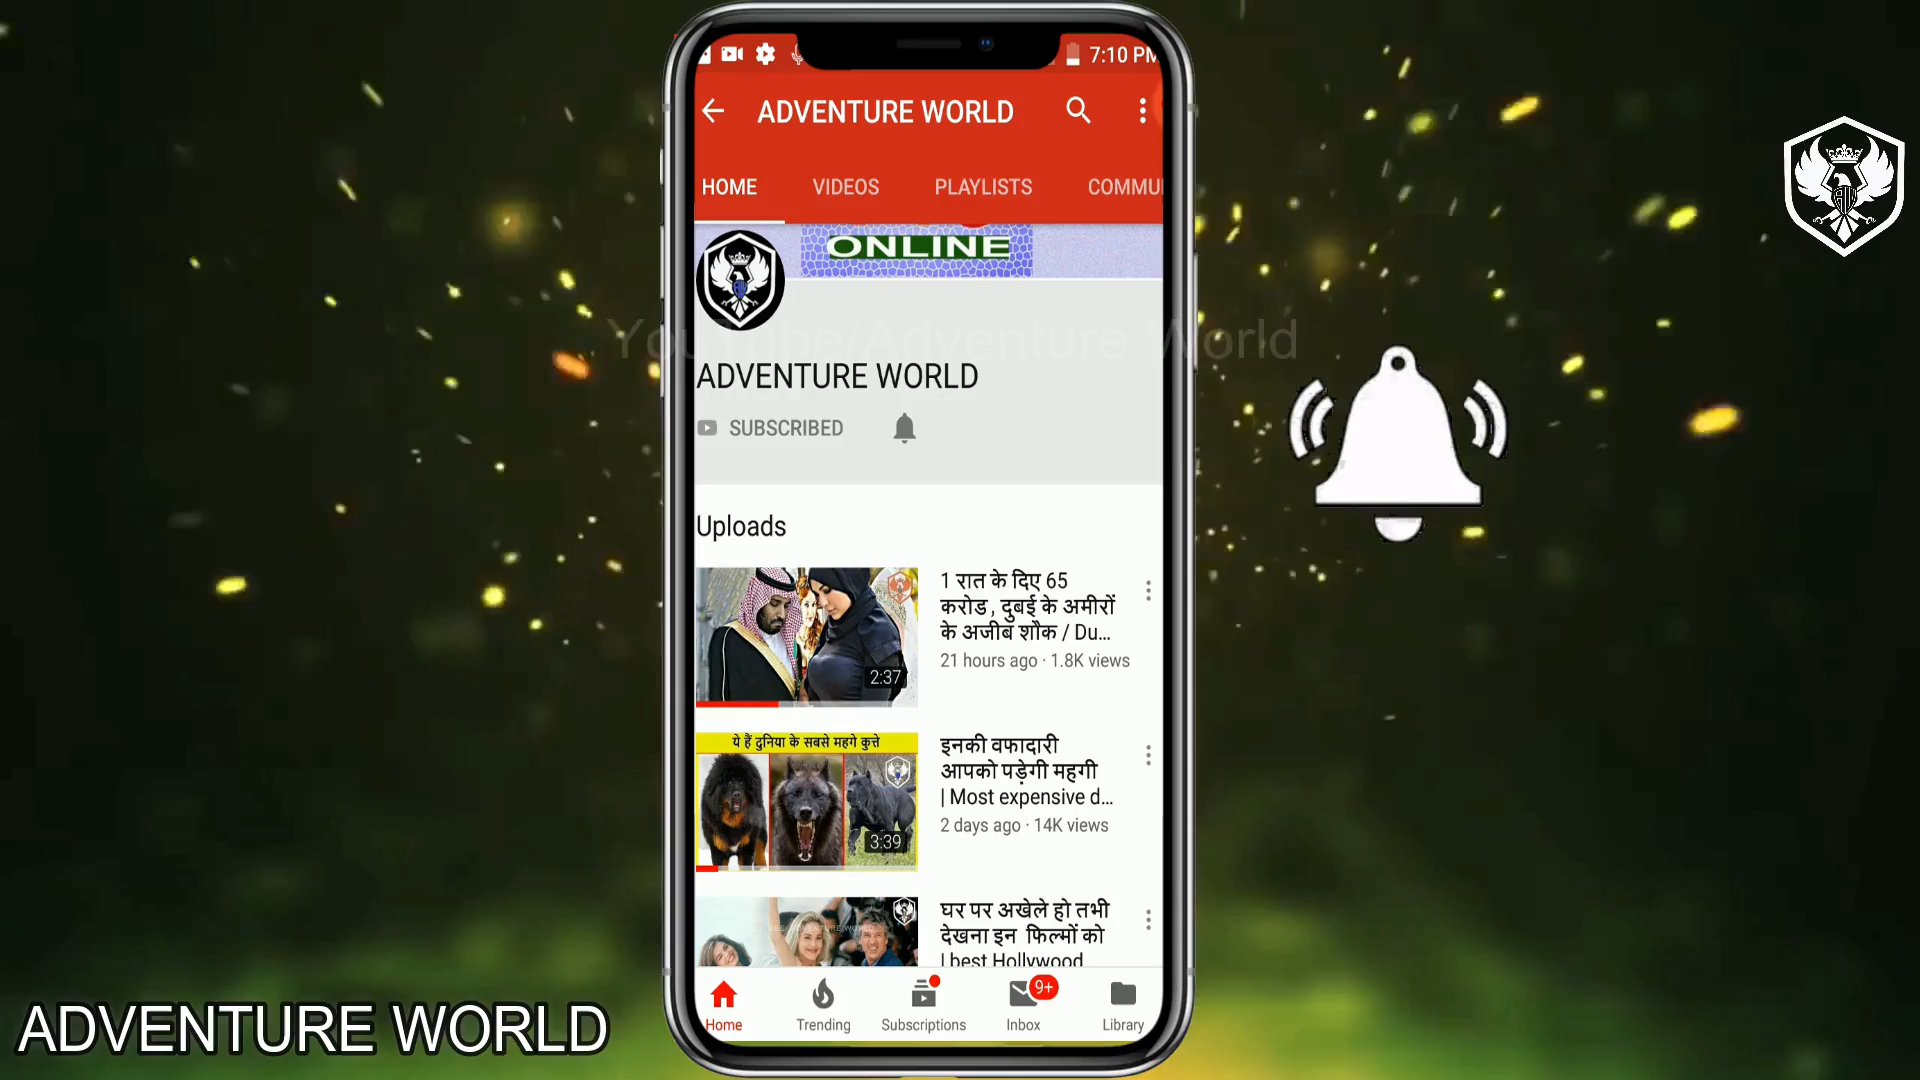 7:10 PM
ADVENTURE WORLD
HOME VIDEOS PLAYLISTS COMMU
ONLINE
YouTube/Adventure World
ADVENTURE WORLD
SUBSCRIBED
Uploads
1 रात के दिए 65
करोड , दुबई के अमीरों
के अजीब शौक / Du...
21 hours ago · 1.8K views
2:37
ये हैं दुनिया के सबसे महगे कुत्ते
इनकी वफादारी
आपको पड़ेगी महगी
| Most expensive d...
2 days ago · 14K views
3:39
घर पर अखेले हो तभी
देखना इन फिल्मों को
| best Hollywood
9+
Home Trending Subscriptions Inbox Library
ADVENTURE WORLD